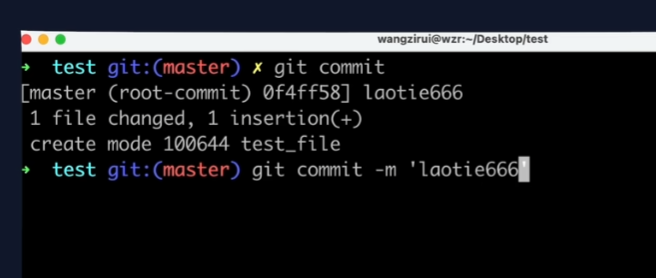 wangzirui@wzr:~/Desktop/test
→ test git:(master) ✗ git commit
[master (root-commit) 0f4ff58] laotie666
1 file changed, 1 insertion(+)
create mode 100644 test_file
→ test git:(master) git commit -m 'laotie666'